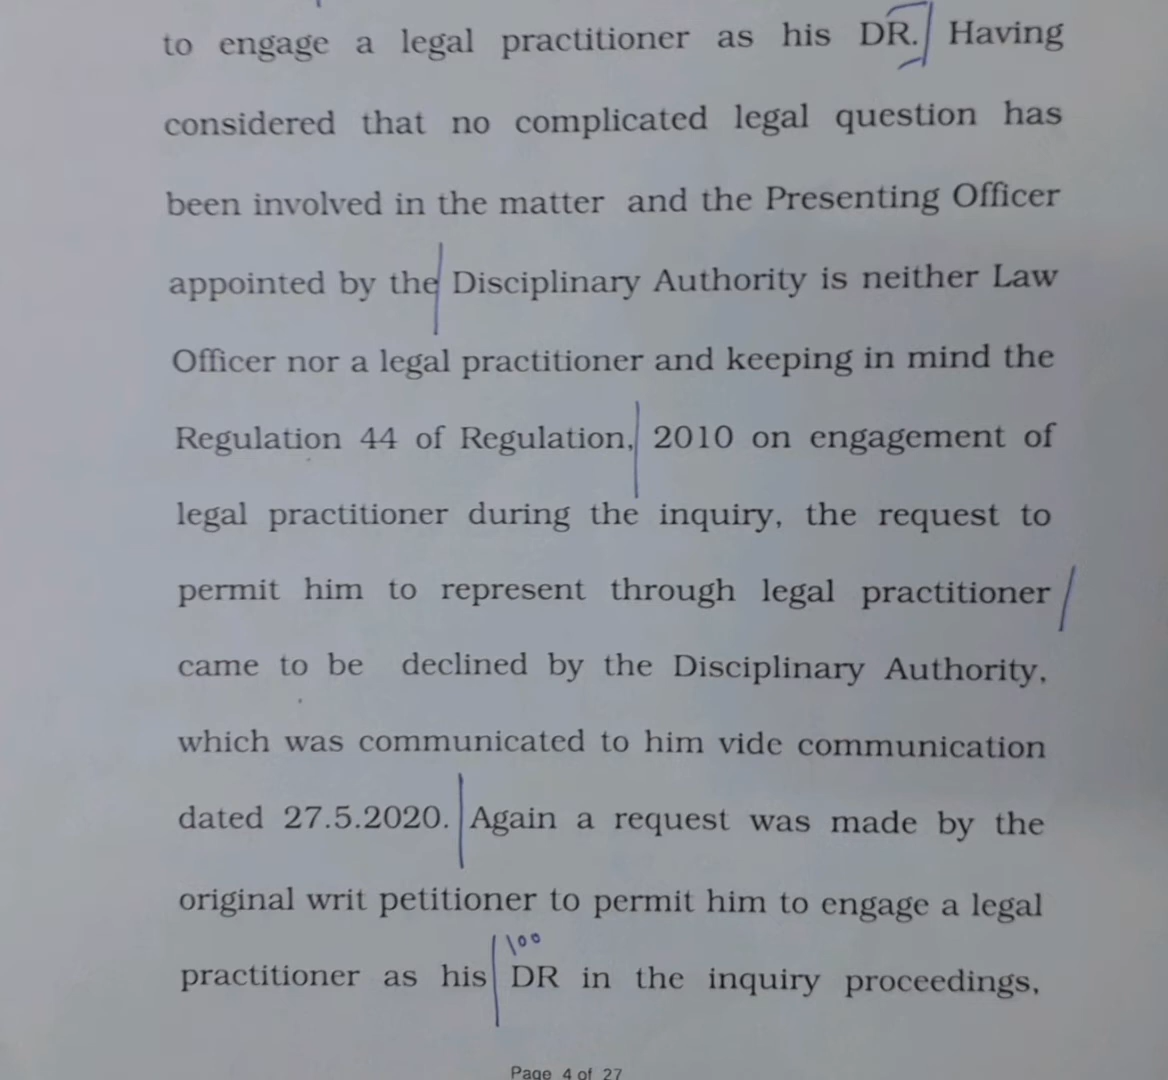 to engage a legal practitioner as his DR. Having
considered that no complicated legal question has
been involved in the matter and the Presenting Officer
appointed by the Disciplinary Authority is neither Law
Officer nor a legal practitioner and keeping in mind the
Regulation 44 of Regulation, 2010 on engagement of
legal practitioner during the inquiry, the request to
permit him to represent through legal practitioner
came to be declined by the Disciplinary Authority,
which was communicated to him vide communication
dated 27.5.2020. Again a request was made by the
original writ petitioner to permit him to engage a legal
100
practitioner as his DR in the inquiry proceedings,
Page 4 of 27